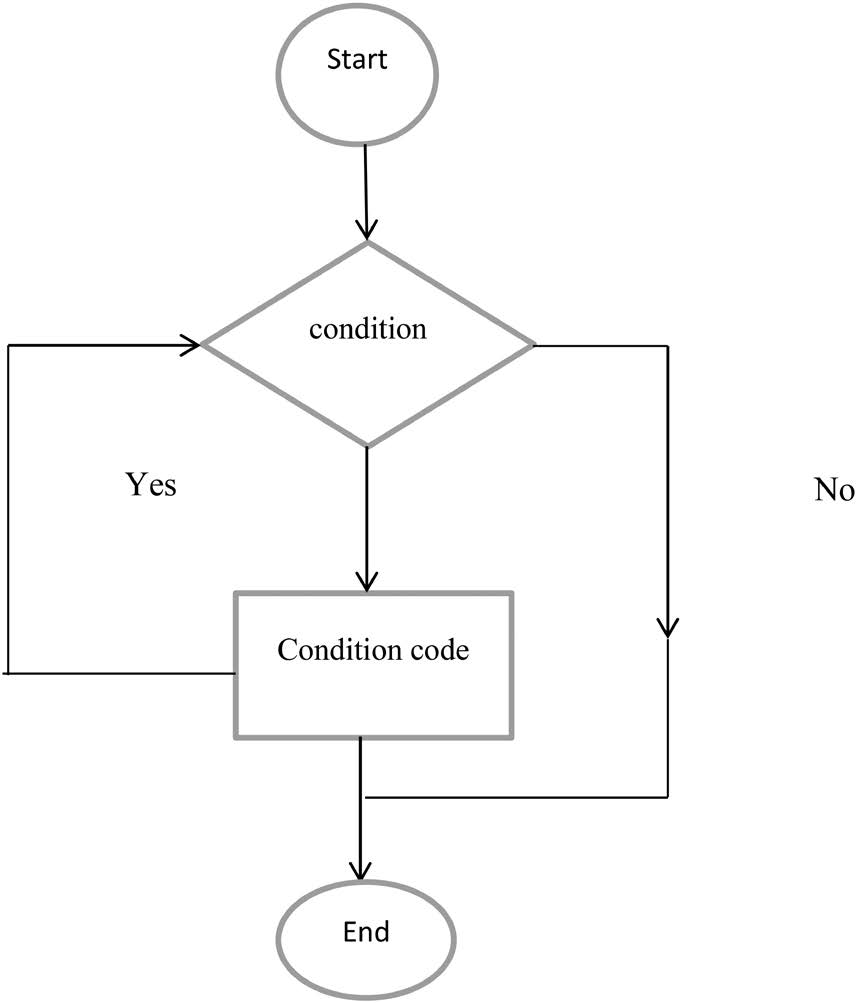 Start
condition
Yes
No
Condition code
End